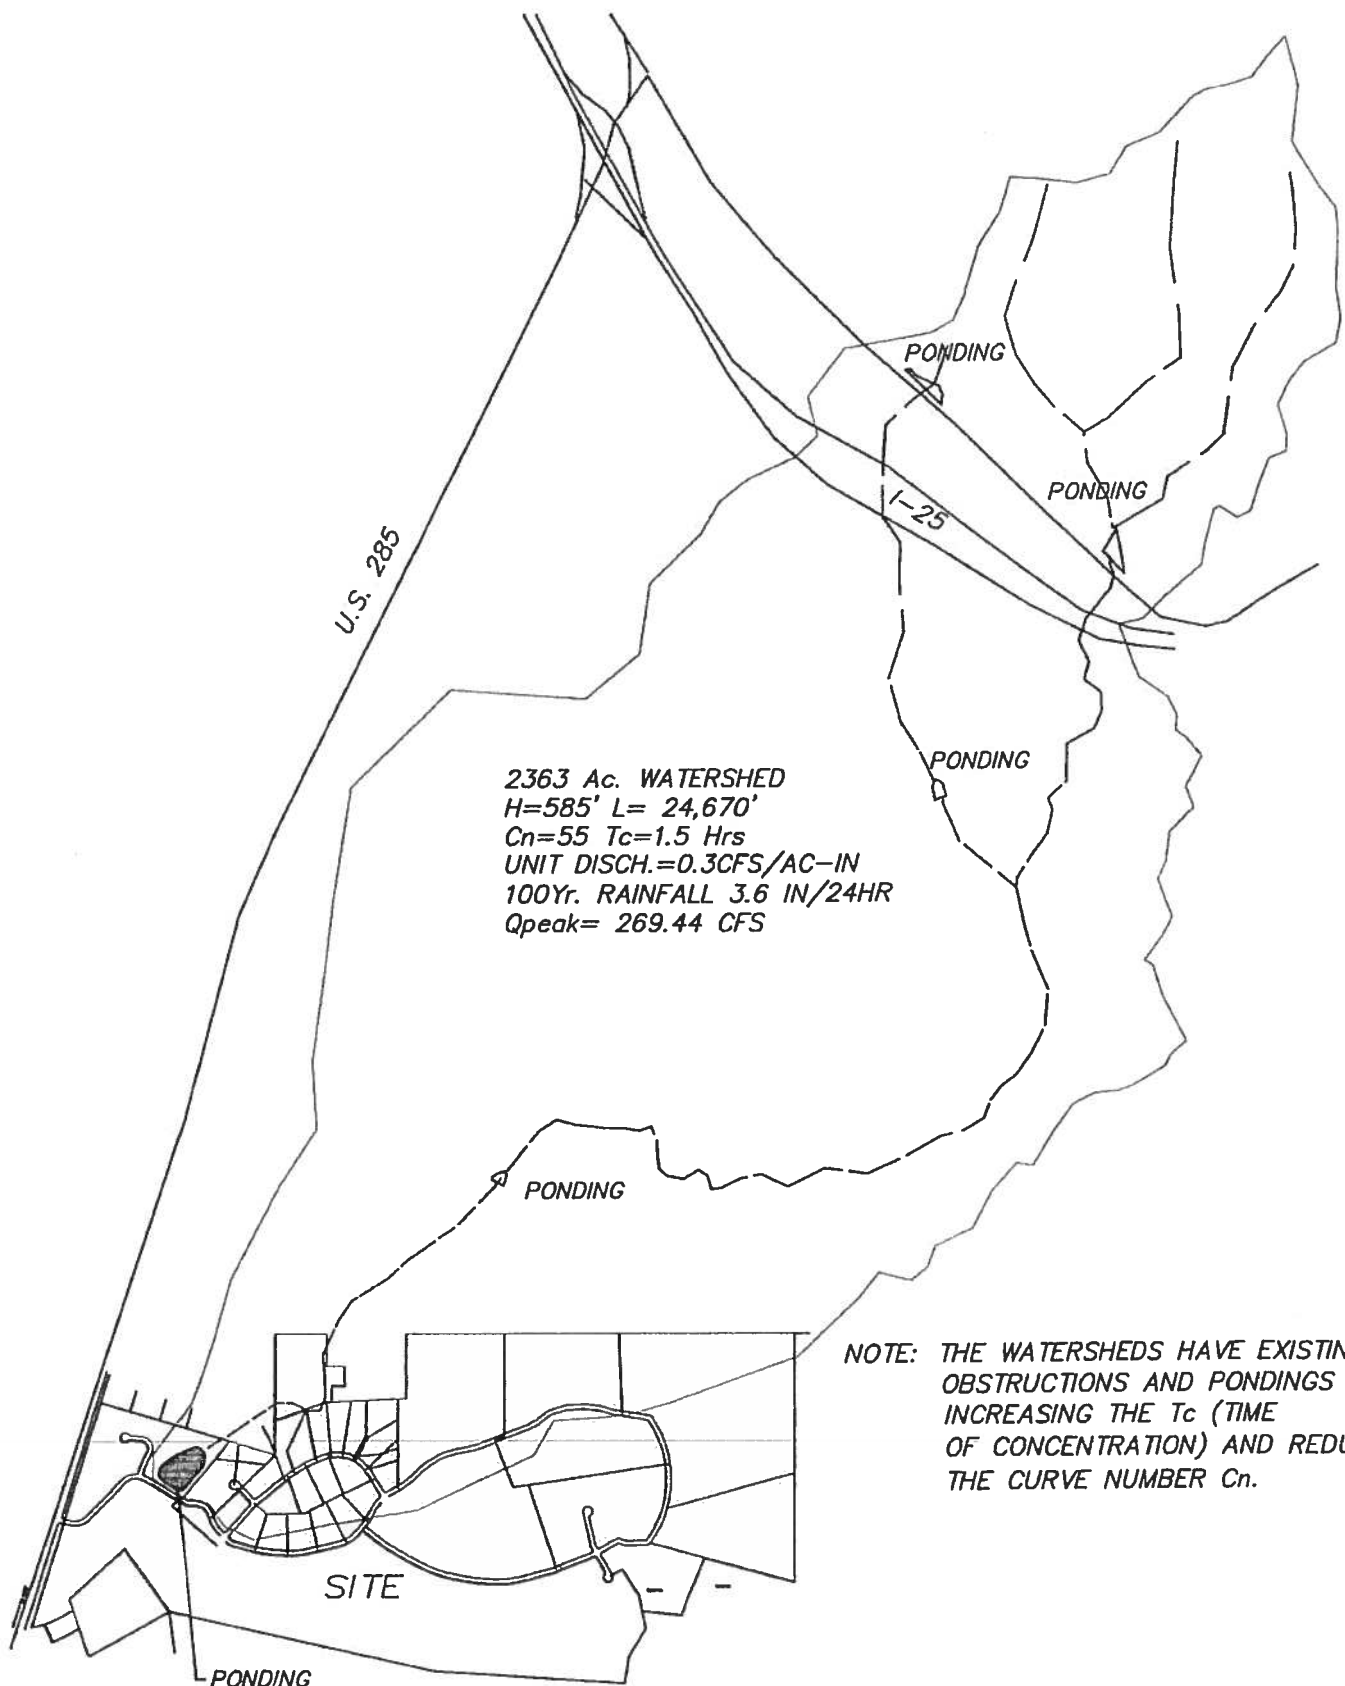 PONDING
PONDING
I-25
U.S. 285
PONDING
2363 Ac. WATERSHED
H=585' L= 24,670'
Cn=55 Tc=1.5 Hrs
UNIT DISCH.=0.3CFS/AC-IN
100Yr. RAINFALL 3.6 IN/24HR
Qpeak= 269.44 CFS
PONDING
NOTE: THE WATERSHEDS HAVE EXISTIN
OBSTRUCTIONS AND PONDINGS
INCREASING THE Tc (TIME
OF CONCENTRATION) AND REDU
THE CURVE NUMBER Cn.
SITE
PONDING